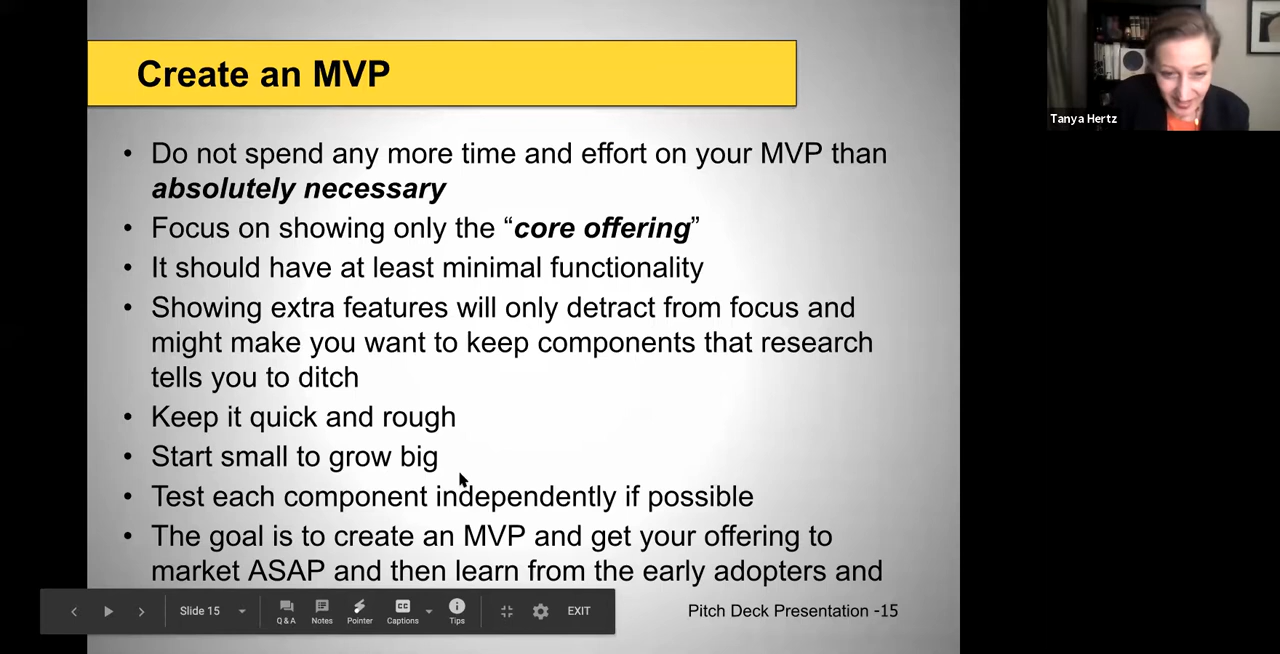 Create an MVP
• Do not spend any more time and effort on your MVP than
absolutely necessary
• Focus on showing only the “core offering”
• It should have at least minimal functionality
• Showing extra features will only detract from focus and
might make you want to keep components that research
tells you to ditch
• Keep it quick and rough
• Start small to grow big
• Test each component independently if possible
• The goal is to create an MVP and get your offering to
market ASAP and then learn from the early adopters and
Pitch Deck Presentation -15
Slide 15
Q&A
Notes
Pointer
CC
Captions
Tips
EXIT
Tanya Hertz